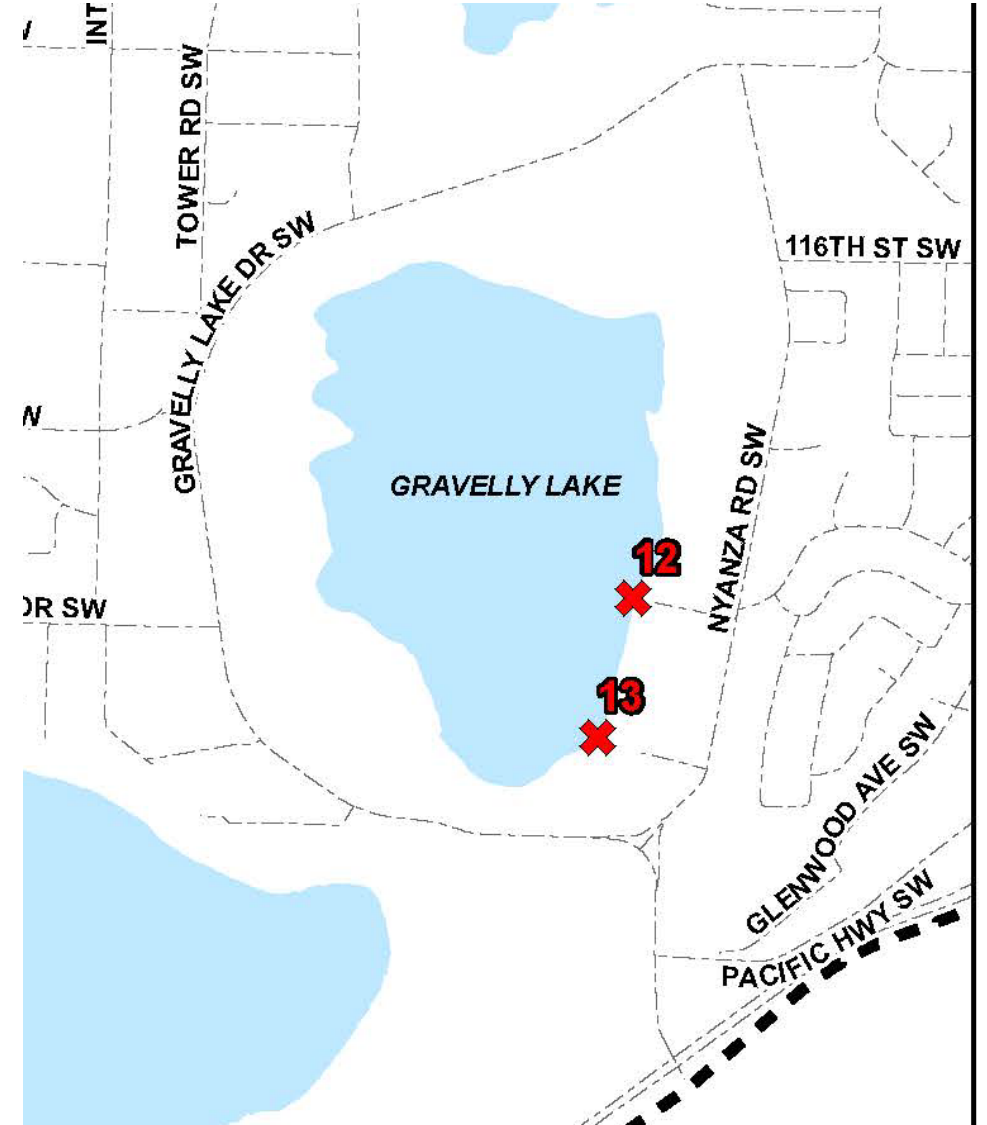 INT
TOWER RD SW
GRAVELLY LAKE DR SW
116TH ST SW
W
GRAVELLY LAKE
NYANZA RD SW
12
DR SW
13
GLENWOOD AVE SW
PACIFIC HWY SW